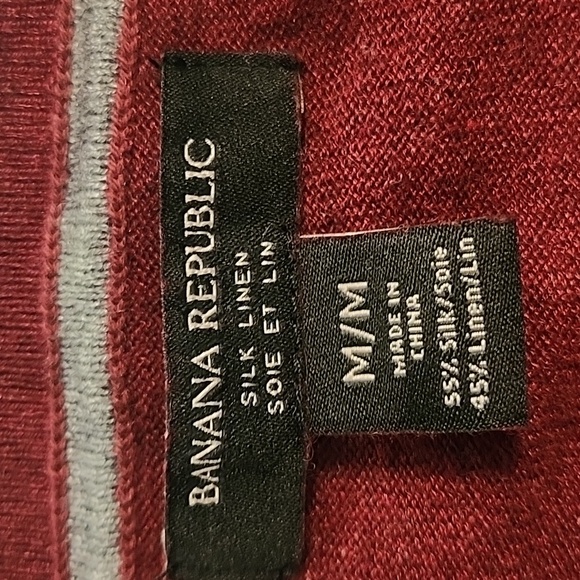 BANANA REPUBLIC
SILK LINEN
SOIE ET LIN
M/M
MADE IN
CHINA
55% Silk/Soie
45% Linen/Lin